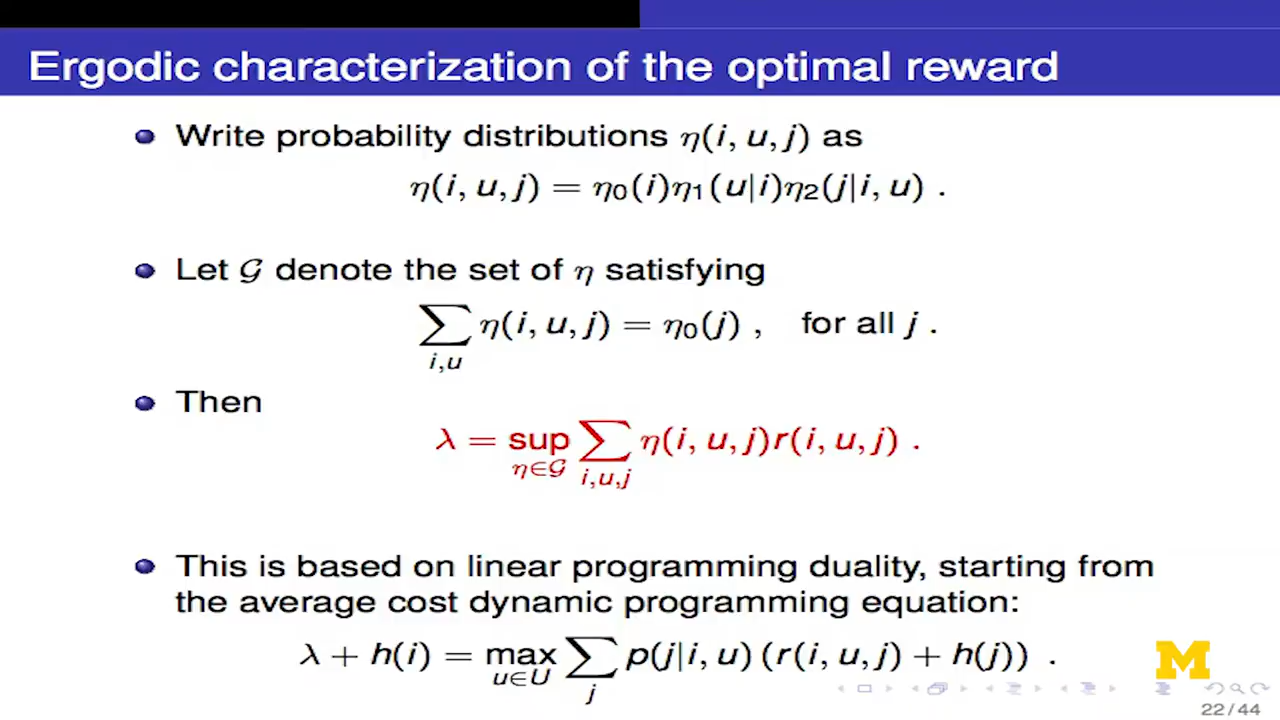 Ergodic characterization of the optimal reward
Write probability distributions η(i, u, j) as
η(i, u, j) = η₀(i)η₁(u|i)η₂(j|i, u) .
Let 𝒢 denote the set of η satisfying
∑_{i,u} η(i, u, j) = η₀(j) , for all j .
Then
λ = sup_{η∈𝒢} ∑_{i,u,j} η(i, u, j)r(i, u, j) .
This is based on linear programming duality, starting from
the average cost dynamic programming equation:
λ + h(i) = max_{u∈U} ∑_j p(j|i, u) (r(i, u, j) + h(j)) .
M
22 / 44